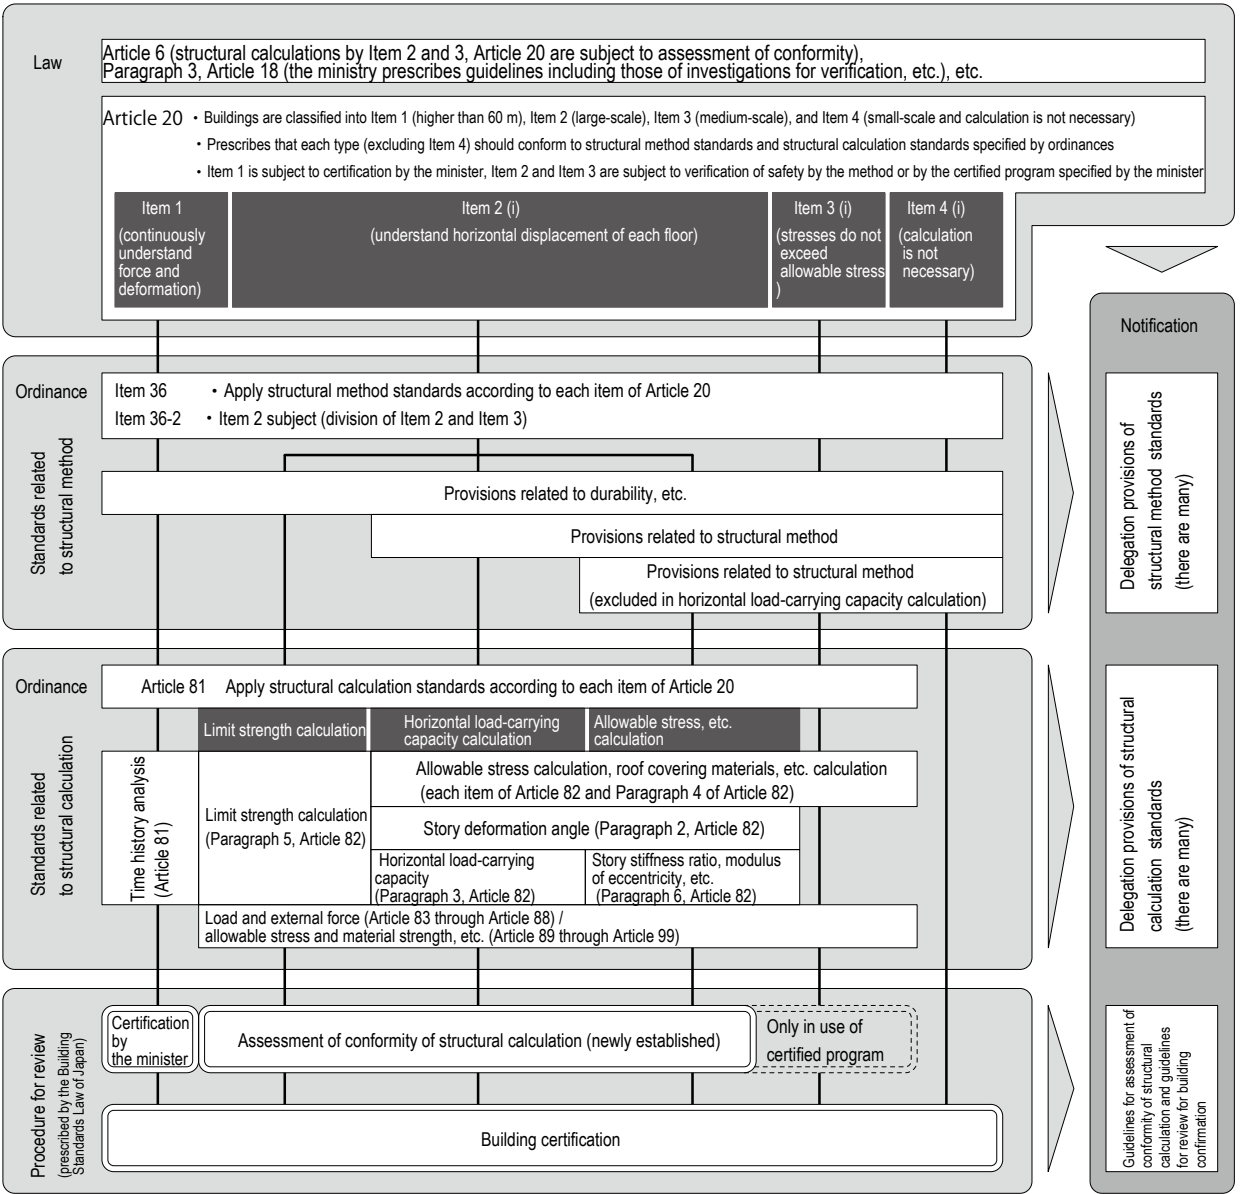 Law
Article 6 (structural calculations by Item 2 and 3, Article 20 are subject to assessment of conformity),
Paragraph 3, Article 18 (the ministry prescribes guidelines including those of investigations for verification, etc.), etc.
Article 20 ・Buildings are classified into Item 1 (higher than 60 m), Item 2 (large-scale), Item 3 (medium-scale), and Item 4 (small-scale and calculation is not necessary)
・Prescribes that each type (excluding Item 4) should conform to structural method standards and structural calculation standards specified by ordinances
・Item 1 is subject to certification by the minister, Item 2 and Item 3 are subject to verification of safety by the method or by the certified program specified by the minister
Item 1
(continuously
understand
force and
deformation)
Item 2 (i)
(understand horizontal displacement of each floor)
Item 3 (i)
(stresses do not
exceed
allowable stress
)
Item 4 (i)
(calculation
is not
necessary)
Notification
Ordinance
Standards related
to structural method
Item 36 ・Apply structural method standards according to each item of Article 20
Item 36-2 ・Item 2 subject (division of Item 2 and Item 3)
Provisions related to durability, etc.
Provisions related to structural method
Provisions related to structural method
(excluded in horizontal load-carrying capacity calculation)
Delegation provisions of
structural method standards
(there are many)
Ordinance
Standards related
to structural calculation
Article 81 Apply structural calculation standards according to each item of Article 20
Limit strength calculation
Horizontal load-carrying
capacity calculation
Allowable stress, etc.
calculation
Time history analysis
(Article 81)
Limit strength calculation
(Paragraph 5, Article 82)
Allowable stress calculation, roof covering materials, etc. calculation
(each item of Article 82 and Paragraph 4 of Article 82)
Story deformation angle (Paragraph 2, Article 82)
Horizontal load-carrying
capacity
(Paragraph 3, Article 82)
Story stiffness ratio, modulus
of eccentricity, etc.
(Paragraph 6, Article 82)
Load and external force (Article 83 through Article 88) /
allowable stress and material strength, etc. (Article 89 through Article 99)
Delegation provisions of structural
calculation standards
(there are many)
Procedure for review
(prescribed by the Building
Standards Law of Japan)
Certification
by
the minister
Assessment of conformity of structural calculation (newly established)
Only in use of
certified program
Building certification
Guidelines for assessment of
conformity of structural
calculation and guidelines
for review for building
confirmation